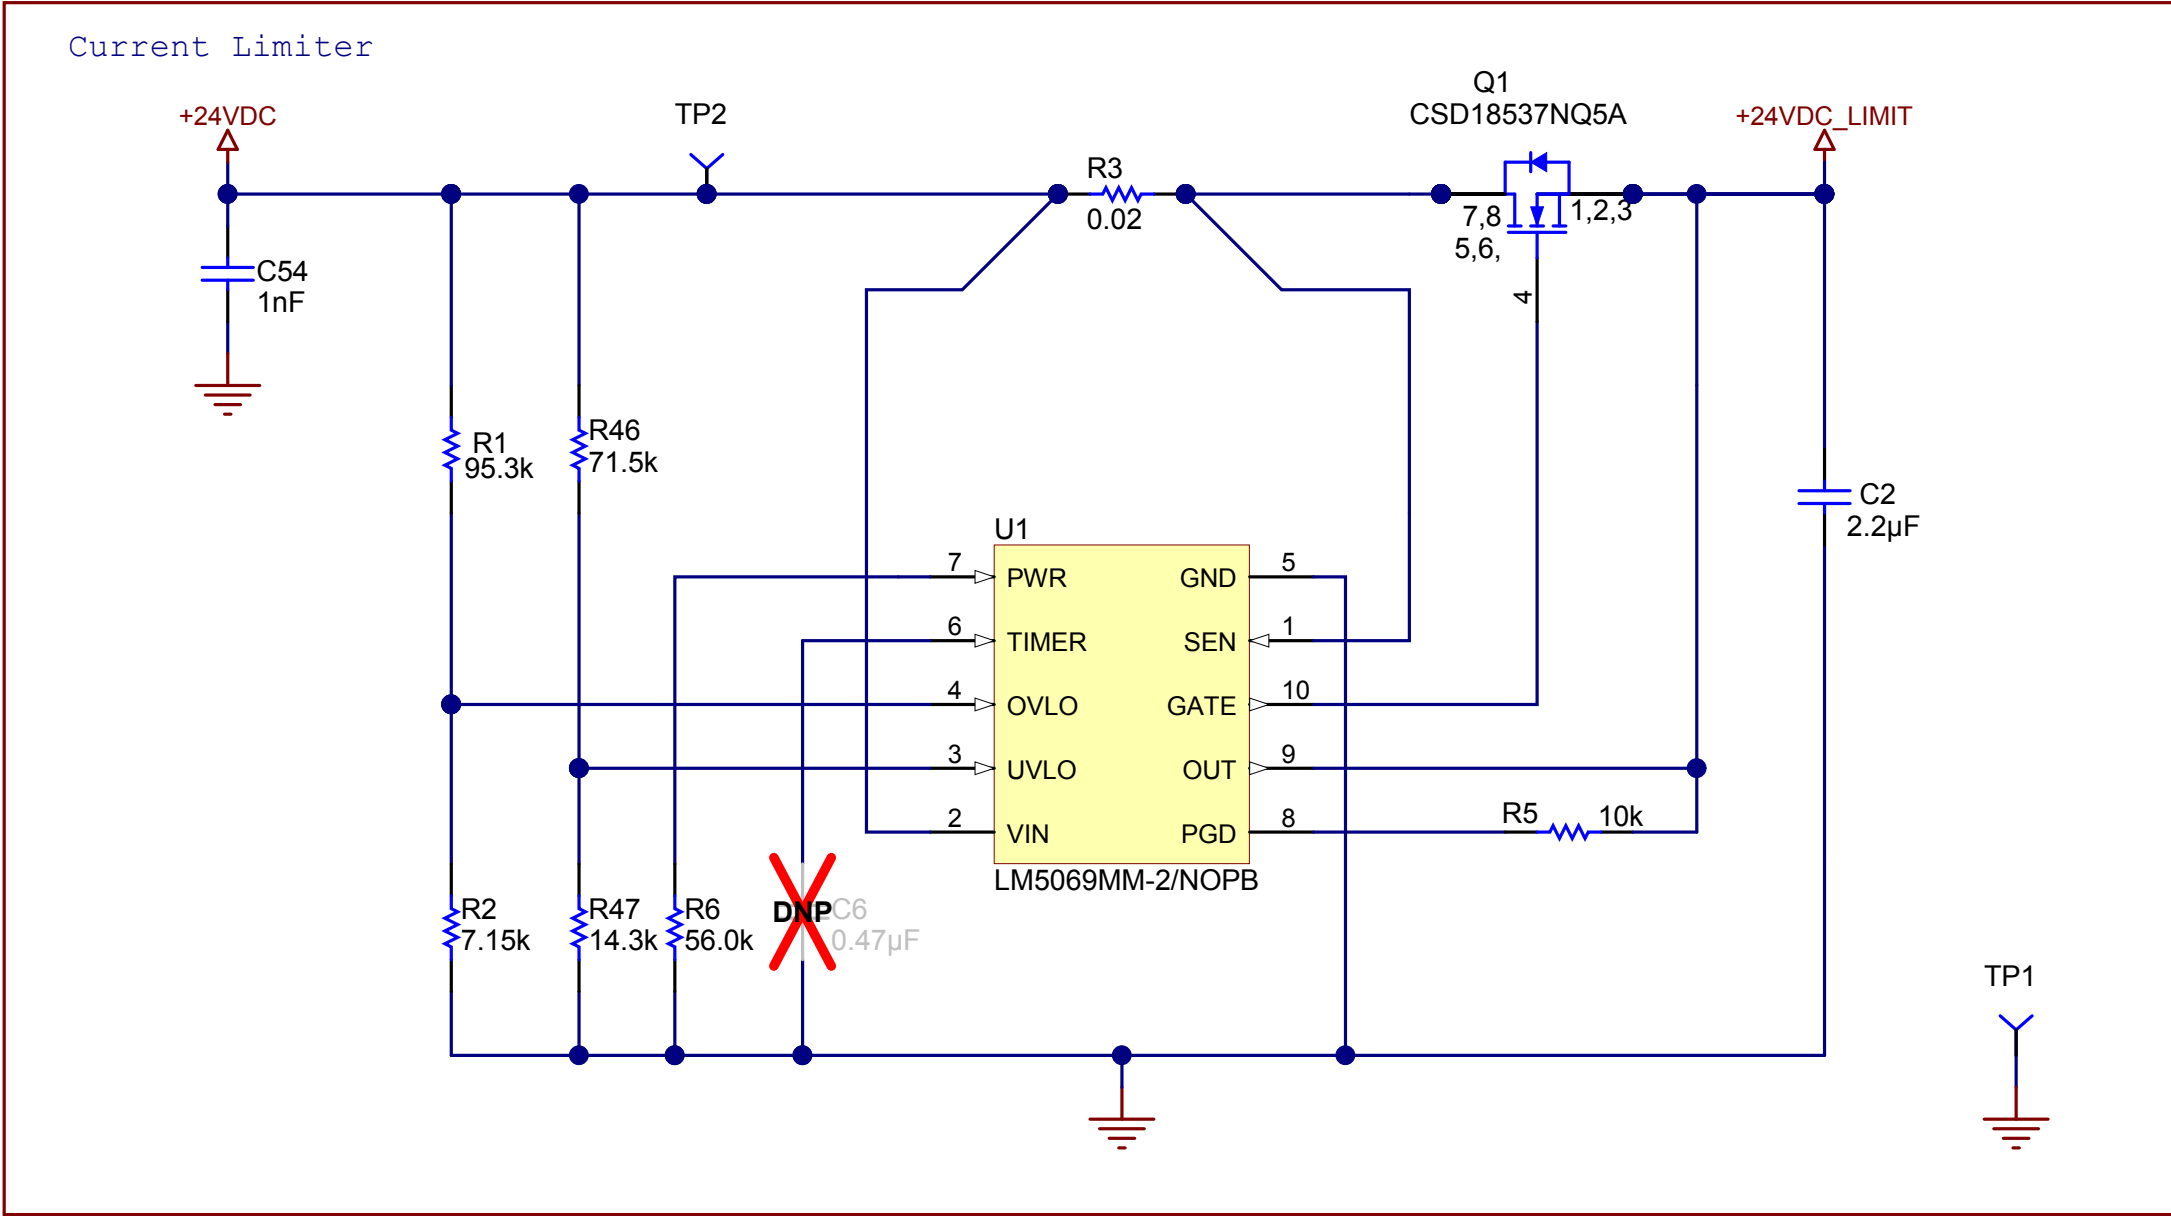 Current Limiter
+24VDC
TP2
Q1
CSD18537NQ5A
+24VDC_LIMIT
R3
0.02
7,8
5,6,
1,2,3
4
C54
1nF
R1
95.3k
R46
71.5k
C2
2.2µF
U1
7
PWR
GND
5
6
TIMER
SEN
1
4
OVLO
GATE
10
3
UVLO
OUT
9
2
VIN
PGD
8
R5
10k
LM5069MM-2/NOPB
R2
7.15k
R47
14.3k
R6
56.0k
DNP
C6
0.47µF
TP1